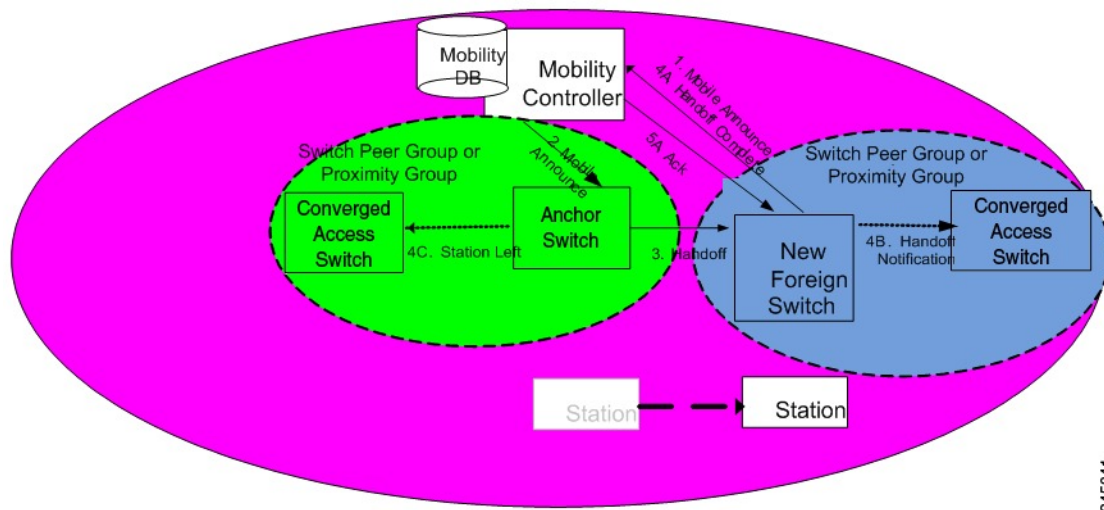 Mobility
DB
Mobility
Controller
1. Mobile Announce
4A Handoff Complete
5A Ack
2. Mobile
Announce
Switch Peer Group or
Proximity Group
Converged
Access
Switch
4C. Station Left
Anchor
Switch
3. Handoff
Switch Peer Group or
Proximity Group
New
Foreign
Switch
4B. Handoff
Notification
Converged
Access
Switch
Station
Station